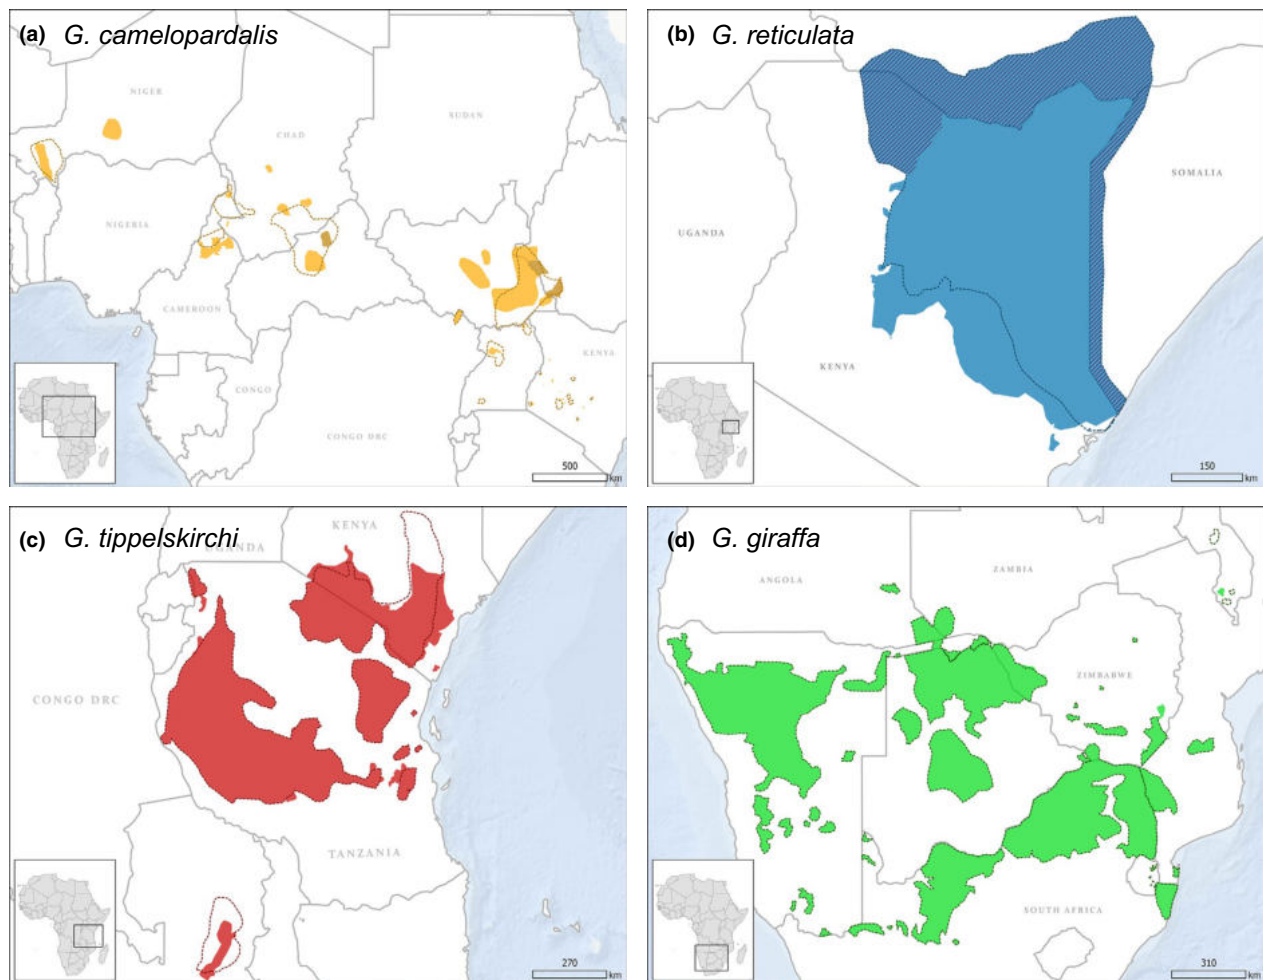 (a) G. camelopardalis
NIGER
CHAD
SUDAN
NIGERIA
CAMEROON
CONGO
CONGO DRC
KENYA
500
km
(b) G. reticulata
SOMALIA
UGANDA
KENYA
150
km
(c) G. tippelskirchi
KENYA
UGANDA
CONGO DRC
TANZANIA
270
km
(d) G. giraffa
ANGOLA
ZAMBIA
ZIMBABWE
SOUTH AFRICA
310
km